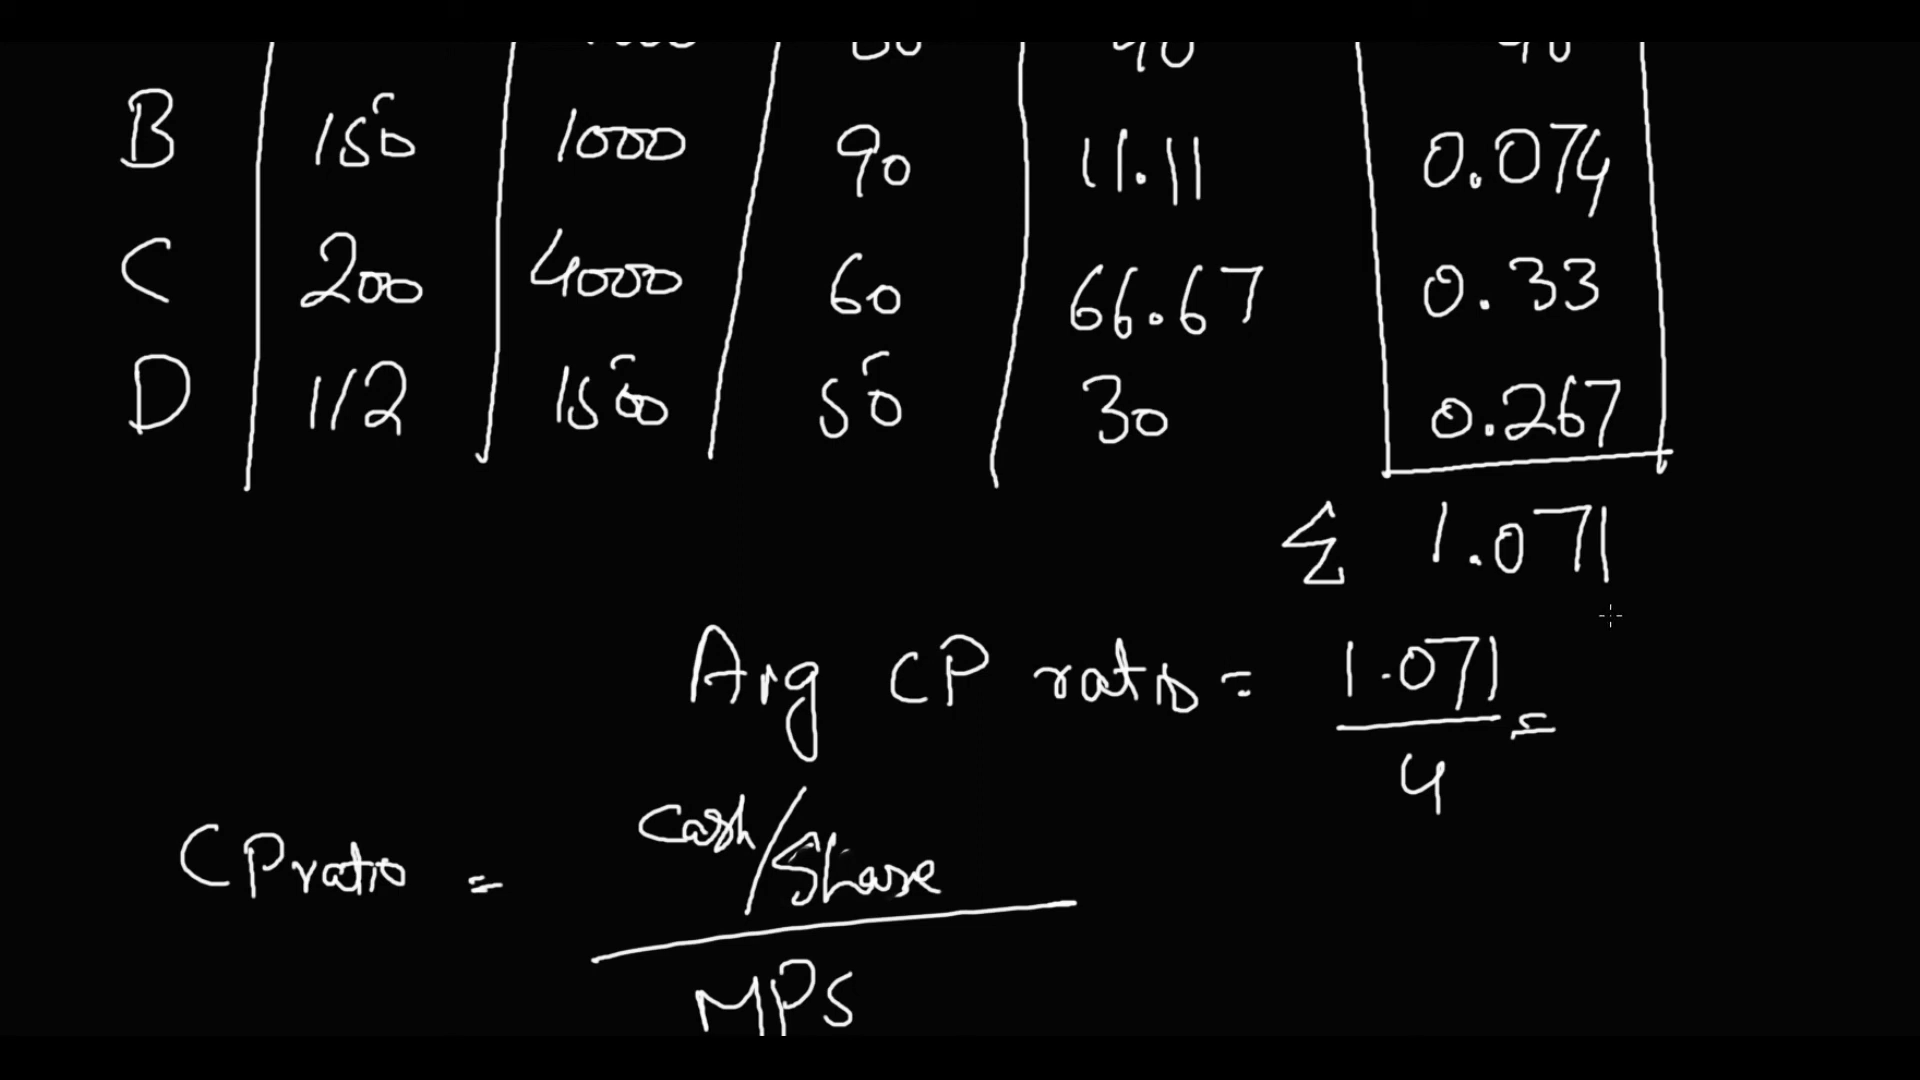 B 150 1000 90 11.11 0.074
C 200 4000 60 66.67 0.33
D 112 1500 50 30 0.267
Σ 1.071
Avg CP ratio = 1.071
4 =
CP ratio = Cash/Share
MPS